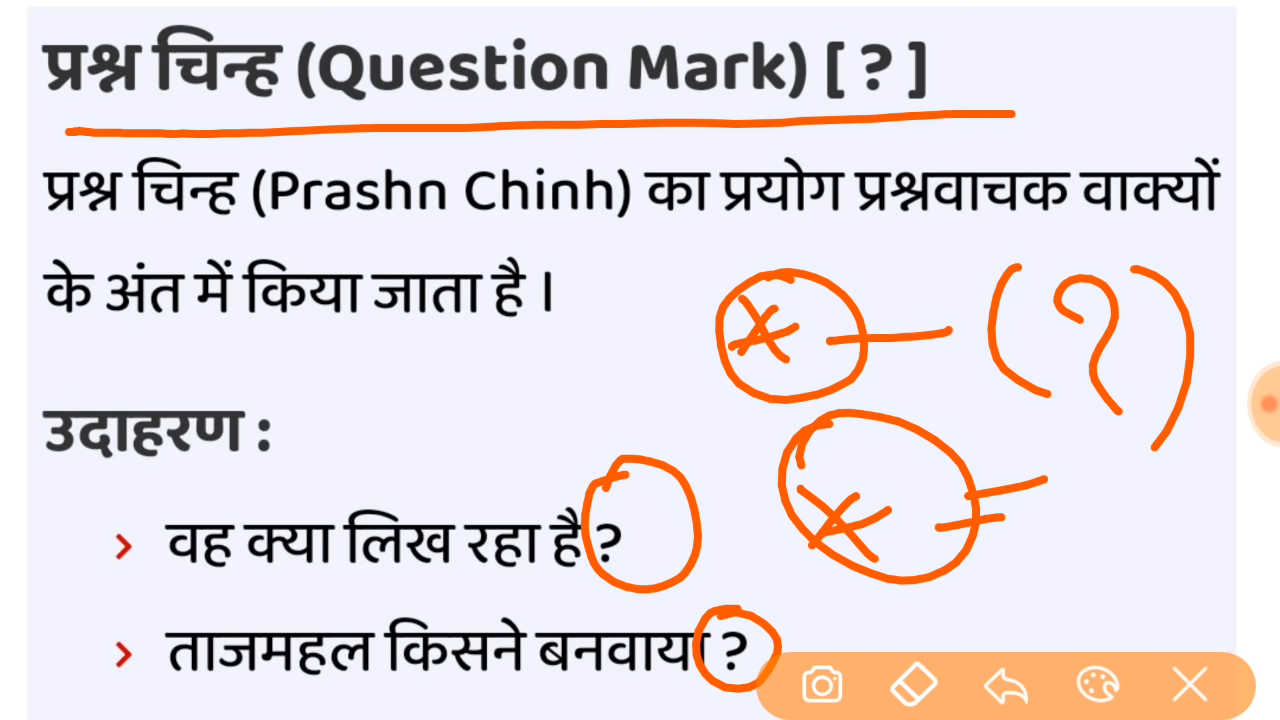 प्रश्न चिन्ह (Question Mark) [ ? ]
प्रश्न चिन्ह (Prashn Chinh) का प्रयोग प्रश्नवाचक वाक्यों
के अंत में किया जाता है ।
* — (?)
उदाहरण :
* =
› वह क्या लिख रहा है ?
› ताजमहल किसने बनवाया ?